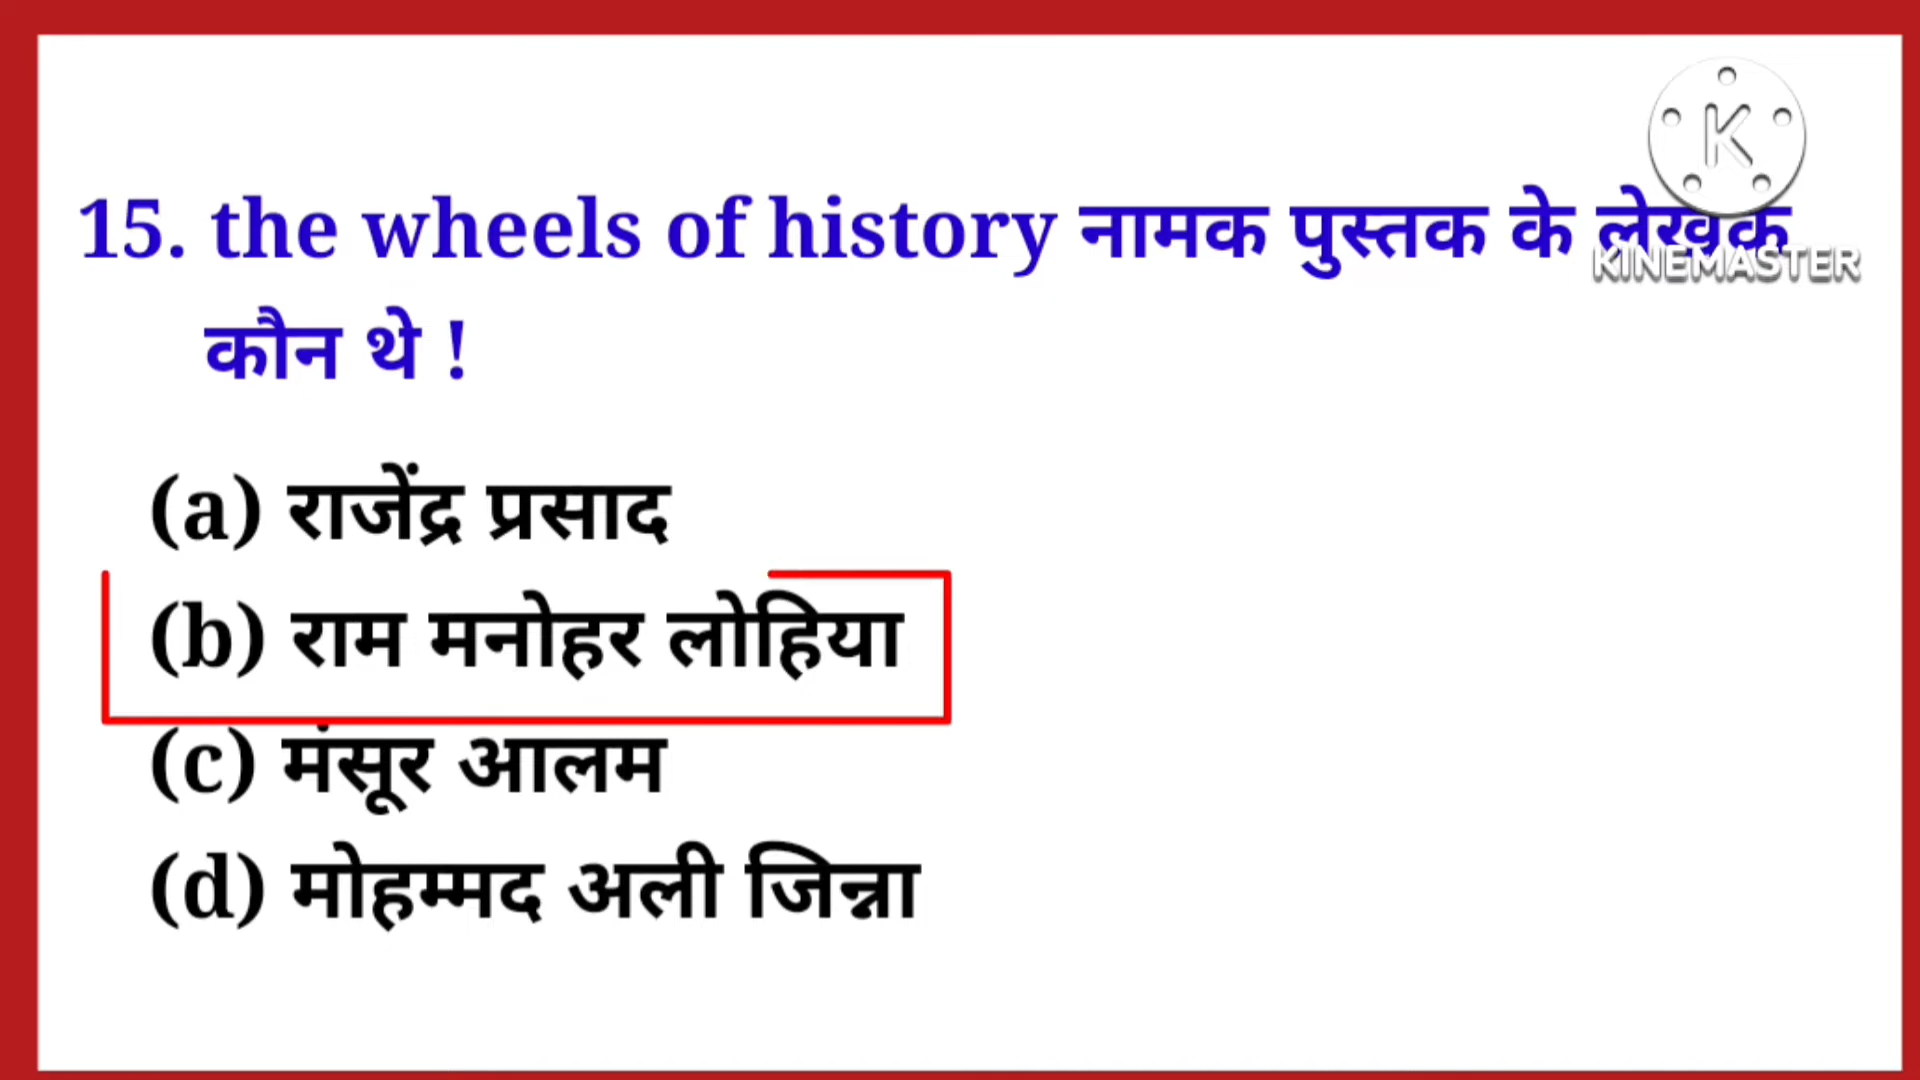 K
15. the wheels of history नामक पुस्तक के लेखक
KINEMASTER
कौन थे !
(a) राजेंद्र प्रसाद
(b) राम मनोहर लोहिया
(c) मंसूर आलम
(d) मोहम्मद अली जिन्ना